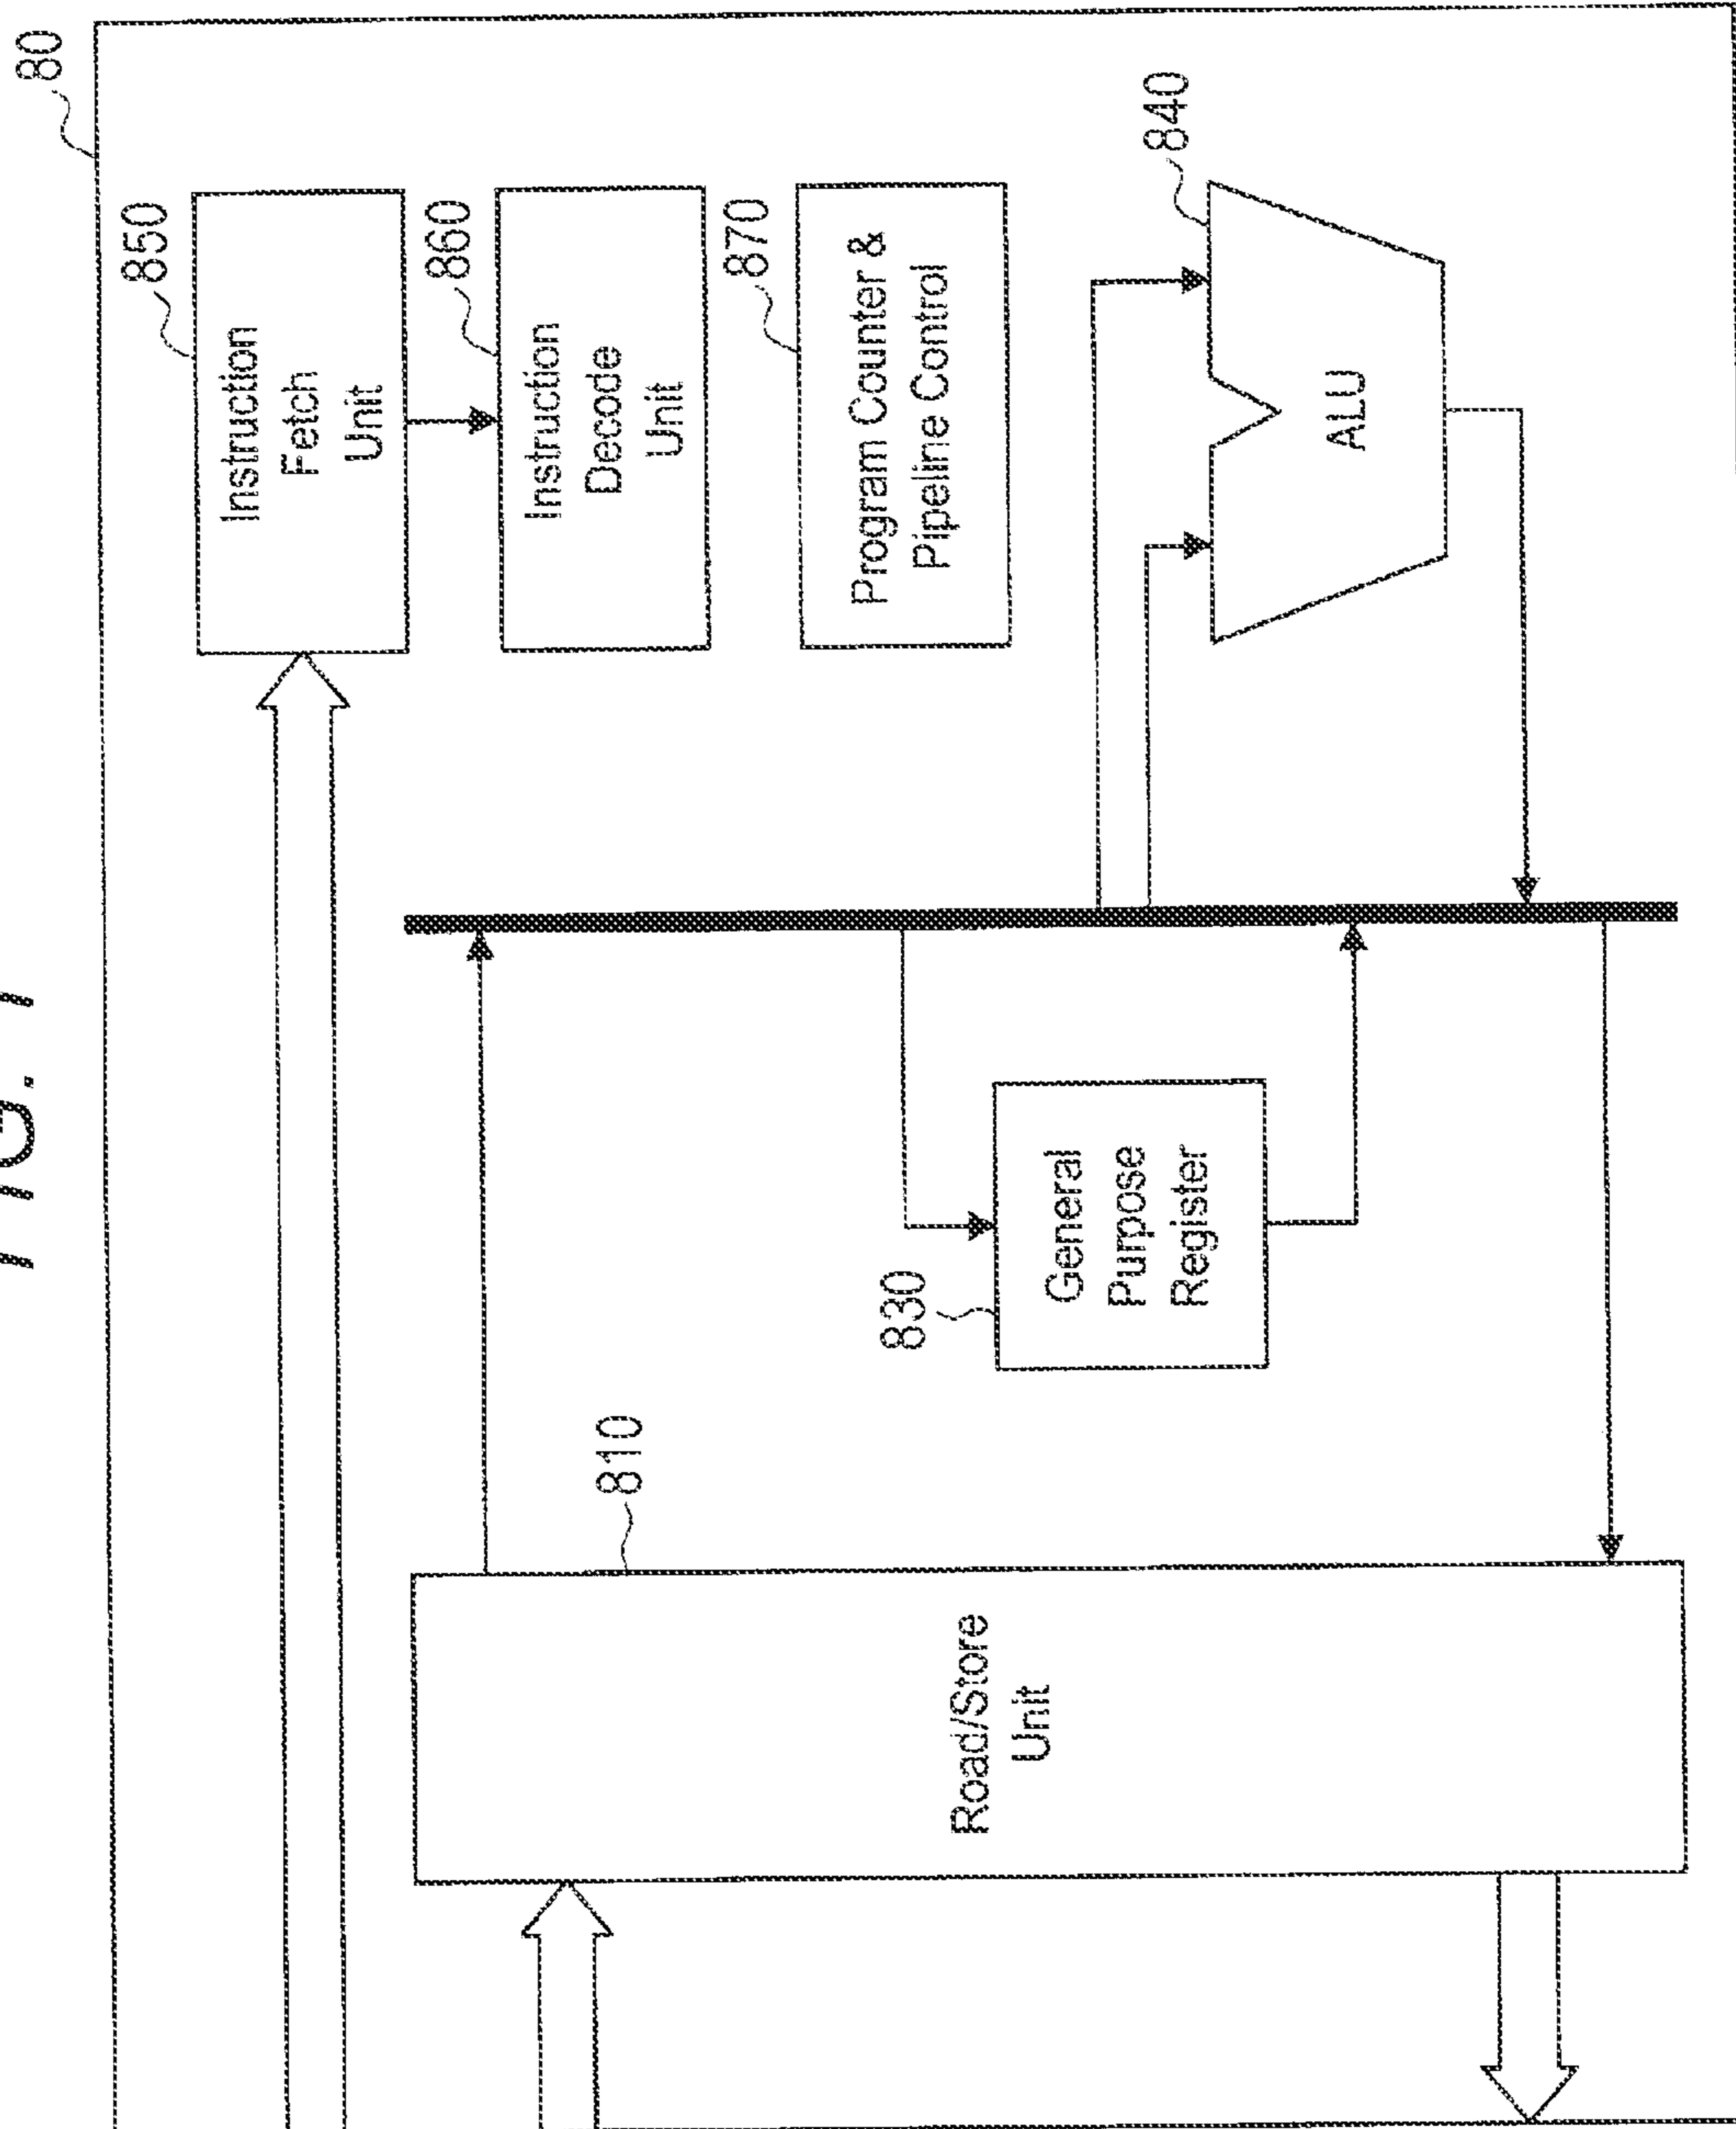 FIG.
80
850
Instruction
Fetch
Unit
860
Instruction
Decode
Unit
810
Road/Store
Unit
830
General
Purpose
Register
870
Program Counter &
Pipeline Control
840
ALU